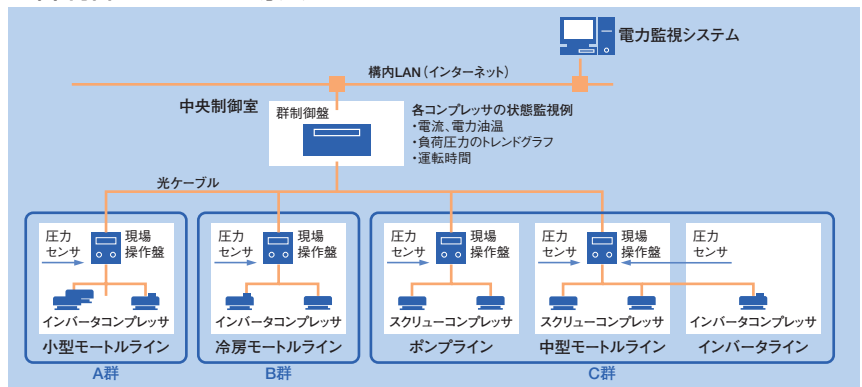 電力監視システム
構内LAN（インターネット）
中央制御室
群制御盤
各コンプレッサの状態監視例
・電流、電力油温
・負荷圧力のトレンドグラフ
・運転時間
光ケーブル
圧力
センサ
現場
操作盤
インバータコンプレッサ
小型モートルライン
A群
圧力
センサ
現場
操作盤
インバータコンプレッサ
冷房モートルライン
B群
圧力
センサ
現場
操作盤
スクリューコンプレッサ
ポンプライン
圧力
センサ
現場
操作盤
スクリューコンプレッサ
中型モートルライン
圧力
センサ
インバータコンプレッサ
インバータライン
C群